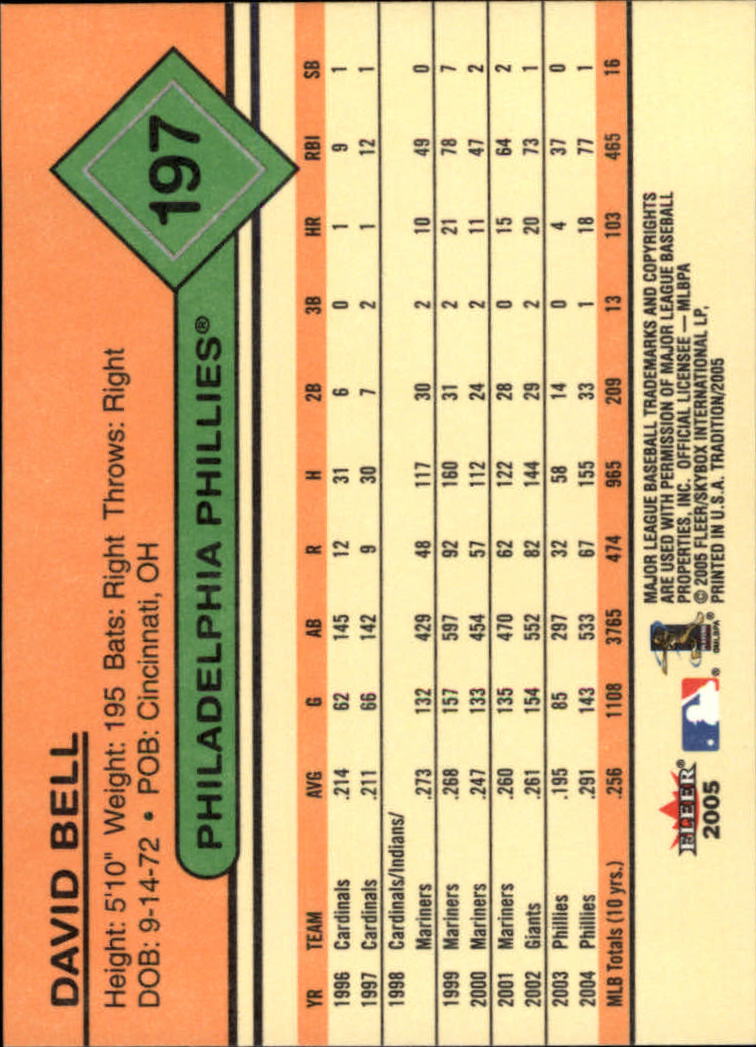 DAVID BELL
197
Height: 5'10" Weight: 195 Bats: Right Throws: Right
DOB: 9-14-72 • POB: Cincinnati, OH
PHILADELPHIA PHILLIES®
YR TEAM AVG G AB R H 2B 3B HR RBI SB
1996 Cardinals .214 62 145 12 31 6 0 1 9 1
1997 Cardinals .211 66 142 9 30 7 2 1 12 1
1998 Cardinals/Indians/
Mariners .273 132 429 48 117 30 2 10 49 0
1999 Mariners .268 157 597 92 160 31 2 21 78 7
2000 Mariners .247 133 454 57 112 24 2 11 47 2
2001 Mariners .260 135 470 62 122 28 0 15 64 2
2002 Giants .261 154 552 82 144 29 2 20 73 1
2003 Phillies .195 85 297 32 58 14 0 4 37 0
2004 Phillies .291 143 533 67 155 33 1 18 77 1
MLB Totals (10 yrs.) .256 1108 3765 474 965 209 13 103 465 16
FLEER®
2005
®
©MLBPA
MAJOR LEAGUE BASEBALL TRADEMARKS AND COPYRIGHTS
ARE USED WITH PERMISSION OF MAJOR LEAGUE BASEBALL
PROPERTIES, INC. OFFICIAL LICENSEE — MLBPA
© 2005 FLEER/SKYBOX INTERNATIONAL LP,
PRINTED IN U.S.A. TRADITION/2005